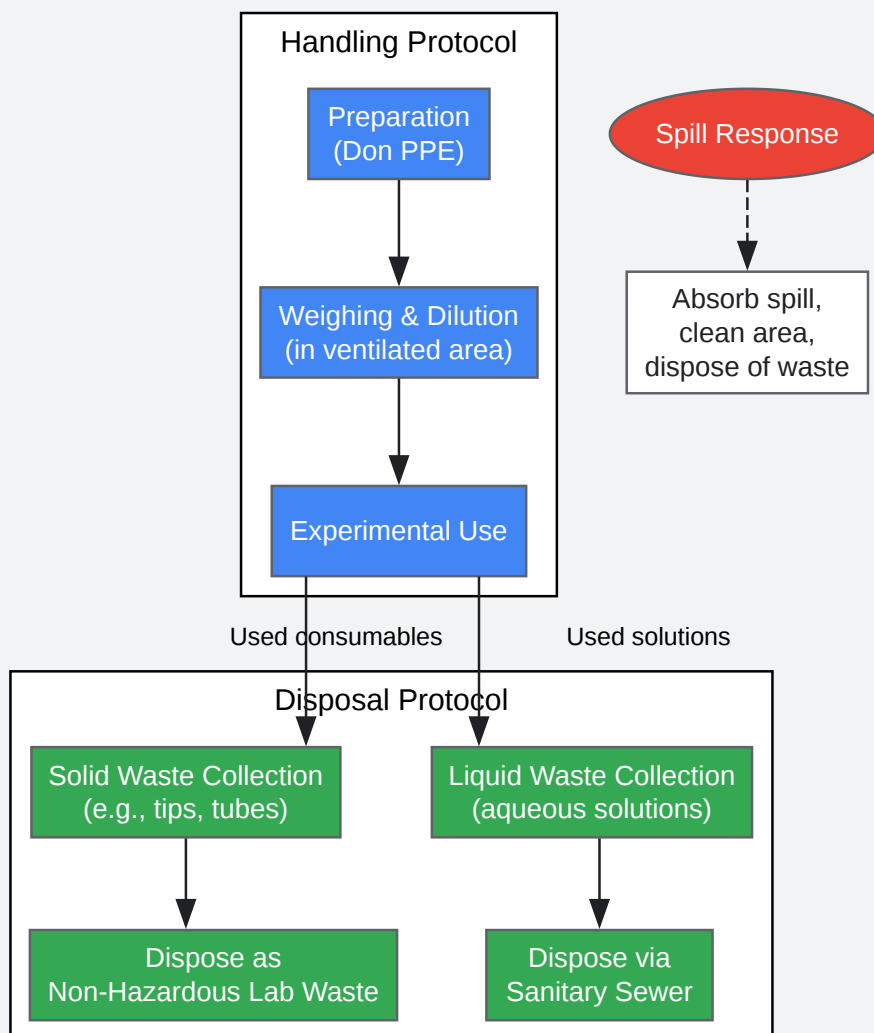 Handling Protocol
Preparation
(Don PPE)
Spill Response
Weighing & Dilution
(in ventilated area)
Absorb spill,
clean area,
dispose of waste
Experimental Use
Used consumables
Used solutions
Disposal Protocol
Solid Waste Collection
(e.g., tips, tubes)
Liquid Waste Collection
(aqueous solutions)
Dispose as
Non-Hazardous Lab Waste
Dispose via
Sanitary Sewer